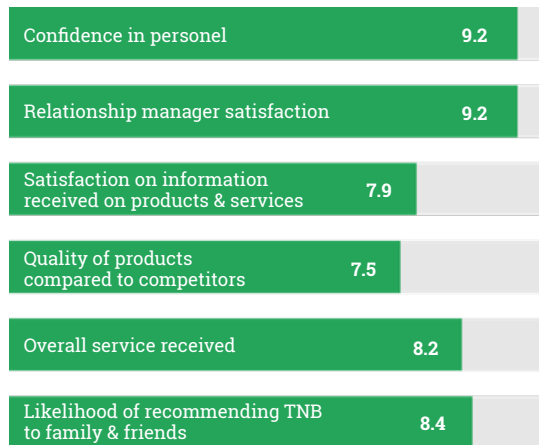 Confidence in personel 9.2
Relationship manager satisfaction 9.2
Satisfaction on information
received on products & services 7.9
Quality of products
compared to competitors 7.5
Overall service received 8.2
Likelihood of recommending TNB
to family & friends 8.4